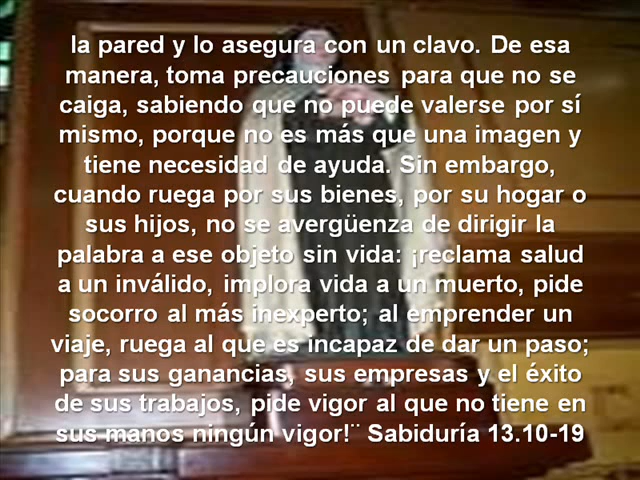 la pared y lo asegura con un clavo. De esa
manera, toma precauciones para que no se
caiga, sabiendo que no puede valerse por sí
mismo, porque no es más que una imagen y
tiene necesidad de ayuda. Sin embargo,
cuando ruega por sus bienes, por su hogar o
sus hijos, no se avergüenza de dirigir la
palabra a ese objeto sin vida: ¡reclama salud
a un inválido, implora vida a un muerto, pide
socorro al más inexperto; al emprender un
viaje, ruega al que es incapaz de dar un paso;
para sus ganancias, sus empresas y el éxito
de sus trabajos, pide vigor al que no tiene en
sus manos ningún vigor!¨ Sabiduría 13.10-19